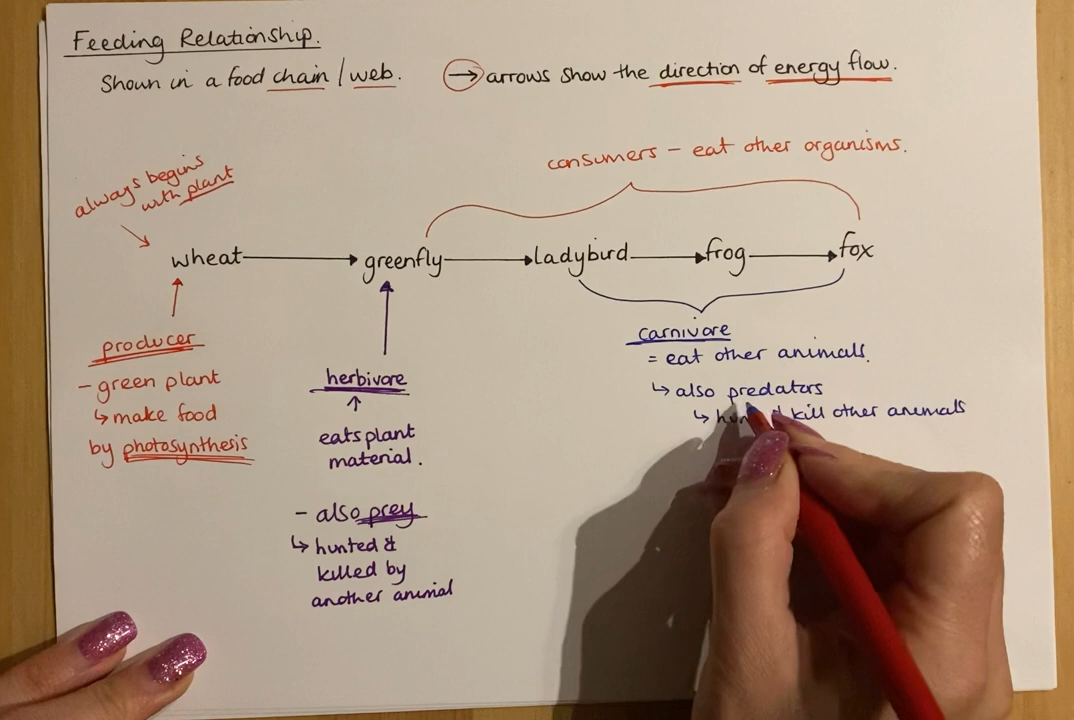 Feeding Relationship.
Shown in a food chain / web.
→ arrows show the direction of energy flow.
consumers - eat other organisms.
always begins
with plant
wheat → greenfly → ladybird → frog → fox
producer
- green plant
↳ make food
by photosynthesis
herbivore
↑
eats plant
material.
- also prey
↳ hunted &
killed by
another animal
carnivore
= eat other animals.
↳ also predators
↳ kill other animals